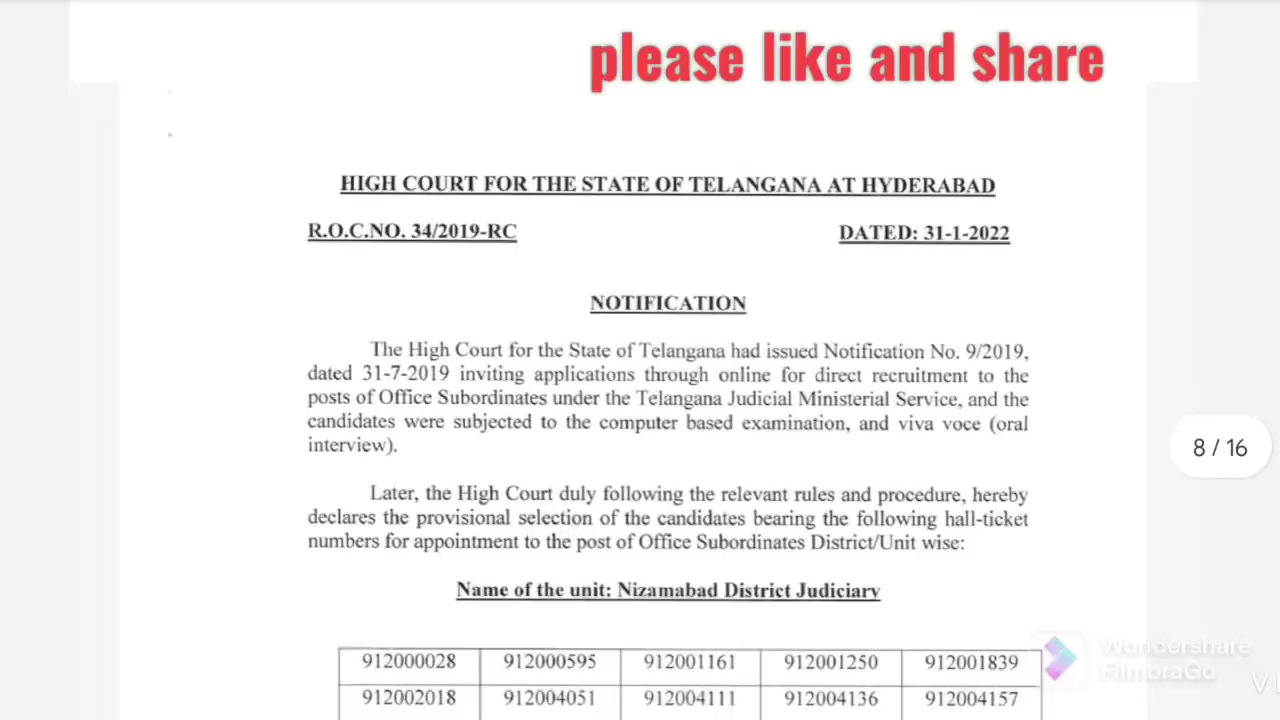 please like and share
HIGH COURT FOR THE STATE OF TELANGANA AT HYDERABAD
R.O.C.NO. 34/2019-RC DATED: 31-1-2022
NOTIFICATION
The High Court for the State of Telangana had issued Notification No. 9/2019,
dated 31-7-2019 inviting applications through online for direct recruitment to the
posts of Office Subordinates under the Telangana Judicial Ministerial Service, and the
candidates were subjected to the computer based examination, and viva voce (oral
interview).
8 / 16
Later, the High Court duly following the relevant rules and procedure, hereby
declares the provisional selection of the candidates bearing the following hall-ticket
numbers for appointment to the post of Office Subordinates District/Unit wise:
Name of the unit: Nizamabad District Judiciary
912000028 912000595 912001161 912001250 912001839
912002018 912004051 912004111 912004136 912004157
Wondershare
FilmoraGo